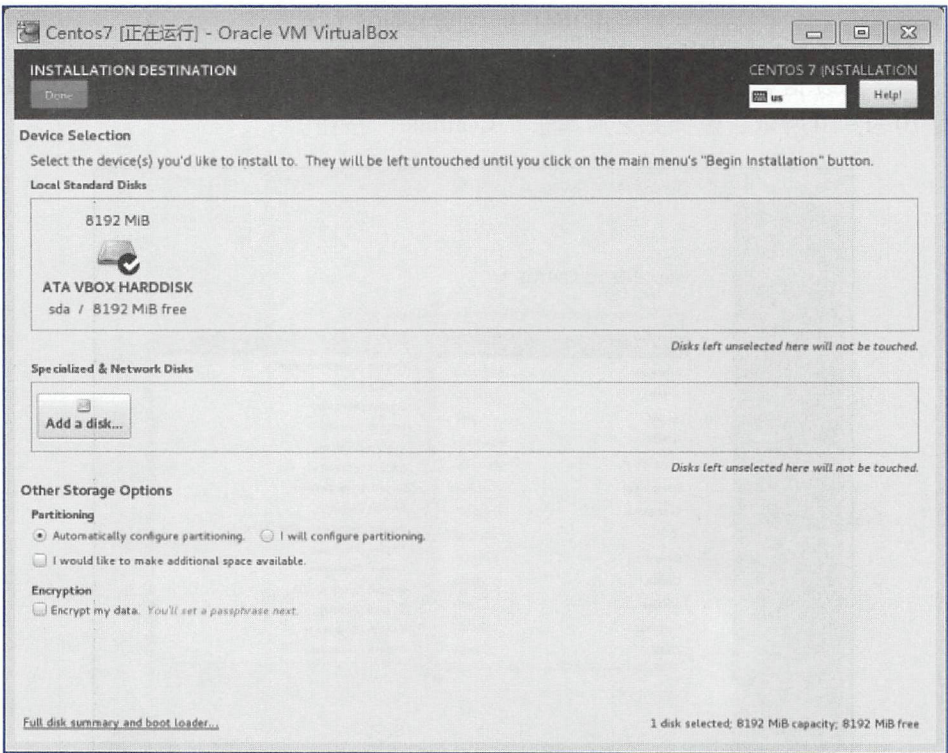 Centos7 [正在运行] - Oracle VM VirtualBox
INSTALLATION DESTINATION
CENTOS 7 INSTALLATION
Done
us
Help!
Device Selection
Select the device(s) you'd like to install to. They will be left untouched until you click on the main menu's "Begin Installation" button.
Local Standard Disks
8192 MiB
ATA VBOX HARDDISK
sda / 8192 MiB free
Disks left unselected here will not be touched.
Specialized & Network Disks
Add a disk...
Disks left unselected here will not be touched.
Other Storage Options
Partitioning
Automatically configure partitioning. I will configure partitioning.
I would like to make additional space available.
Encryption
Encrypt my data. You'll set a passphrase next.
Full disk summary and boot loader...
1 disk selected; 8192 MiB capacity; 8192 MiB free